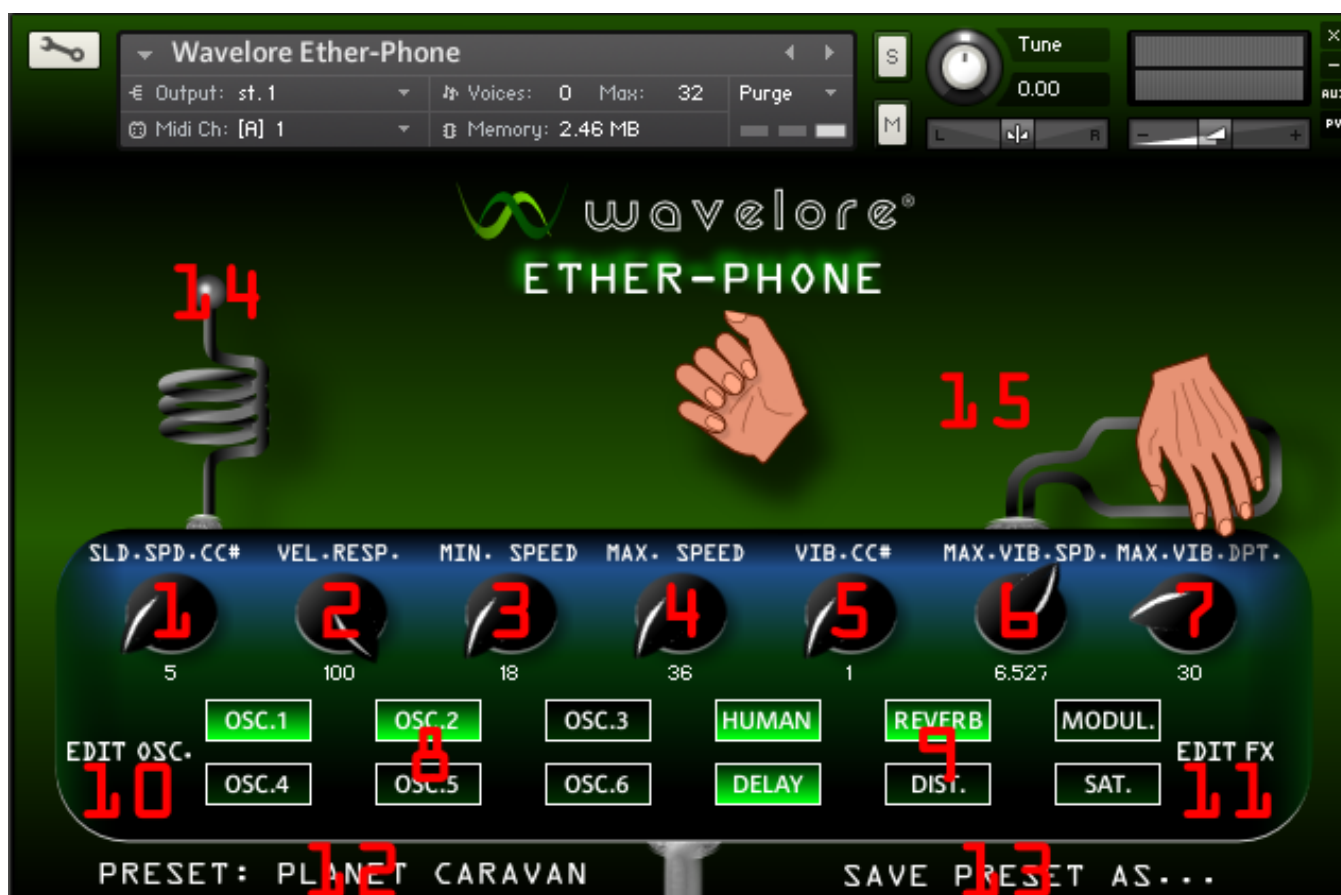 Wavelore Ether-Phone
Output: st.1
Voices: 0 Max: 32
Purge
Midi Ch: [A] 1
Memory: 2.46 MB
S
M
Tune
0.00
L
R
-
+
×
-
AUX
PV
wavelore®
ETHER-PHONE
14
15
SLD.SPD.CC# VEL.RESP. MIN. SPEED MAX. SPEED VIB.CC# MAX.VIB.SPD. MAX.VIB.DPT.
1 2 3 4 5 6 7
5 100 18 36 1 6.527 30
OSC.1 OSC.2 OSC.3 HUMAN REVERB MODUL.
EDIT OSC. 8 9 EDIT FX
10 11
OSC.4 OSC.5 OSC.6 DELAY DIST. SAT.
PRESET: PLANET CARAVAN
12
SAVE PRESET AS...
13